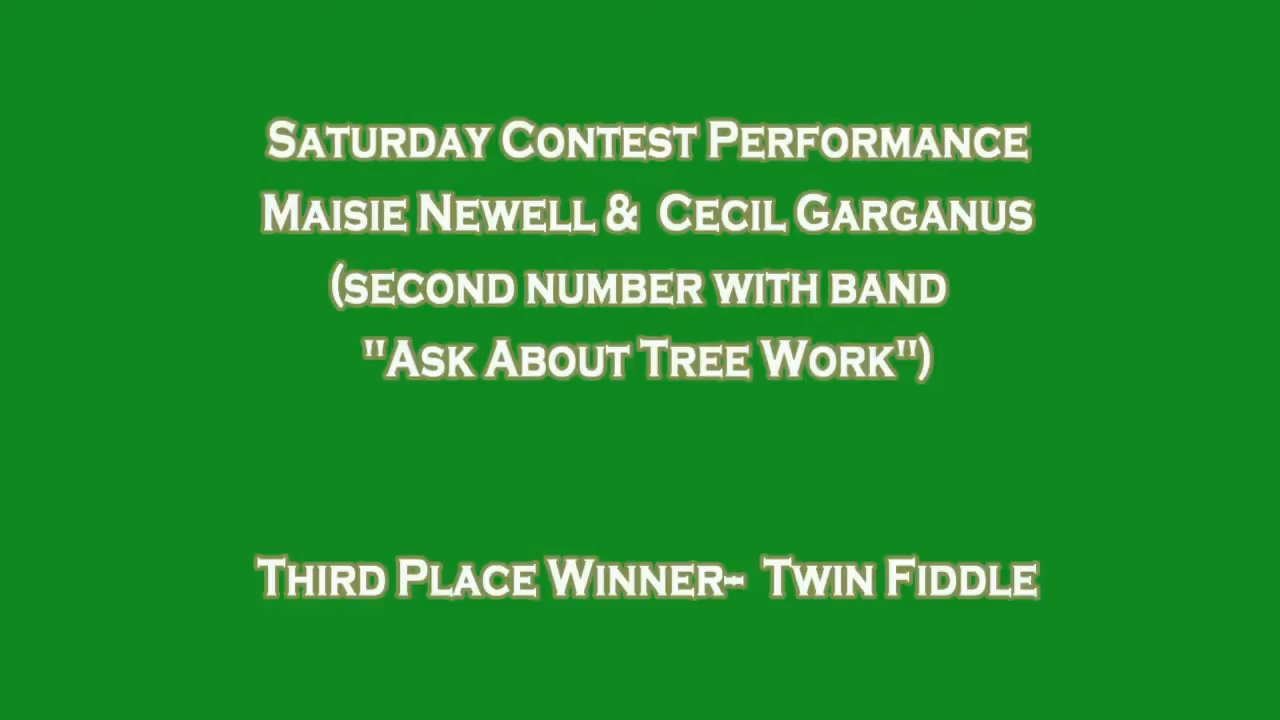 Saturday Contest Performance
Maisie Newell & Cecil Garganus
(second number with band
"Ask About Tree Work")
Third Place Winner-- Twin Fiddle